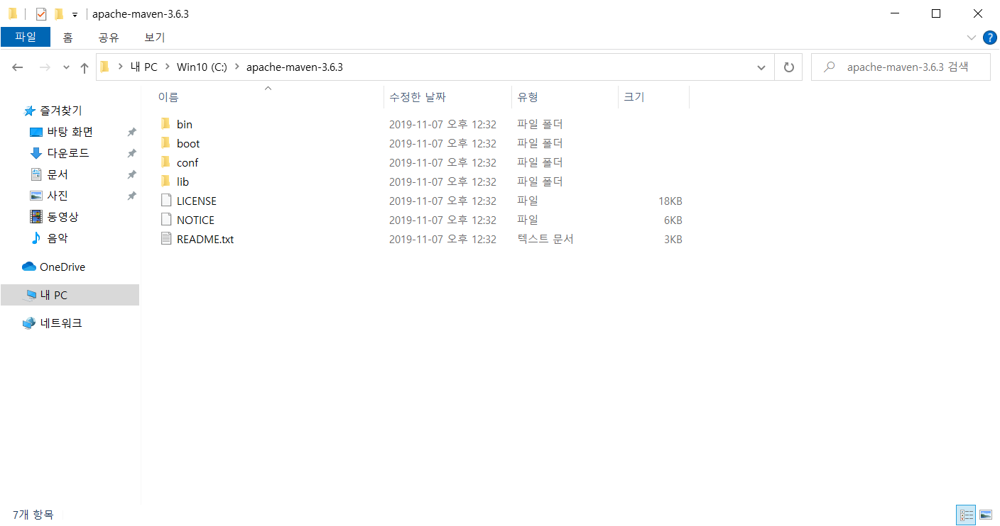 apache-maven-3.6.3
파일 홈 공유 보기
내 PC Win10 (C:) apache-maven-3.6.3 apache-maven-3.6.3 검색
이름 수정한 날짜 유형 크기
즐겨찾기
바탕 화면
다운로드
문서
사진
동영상
음악
OneDrive
내 PC
네트워크
bin 2019-11-07 오후 12:32 파일 폴더
boot 2019-11-07 오후 12:32 파일 폴더
conf 2019-11-07 오후 12:32 파일 폴더
lib 2019-11-07 오후 12:32 파일 폴더
LICENSE 2019-11-07 오후 12:32 파일 18KB
NOTICE 2019-11-07 오후 12:32 파일 6KB
README.txt 2019-11-07 오후 12:32 텍스트 문서 3KB
7개 항목